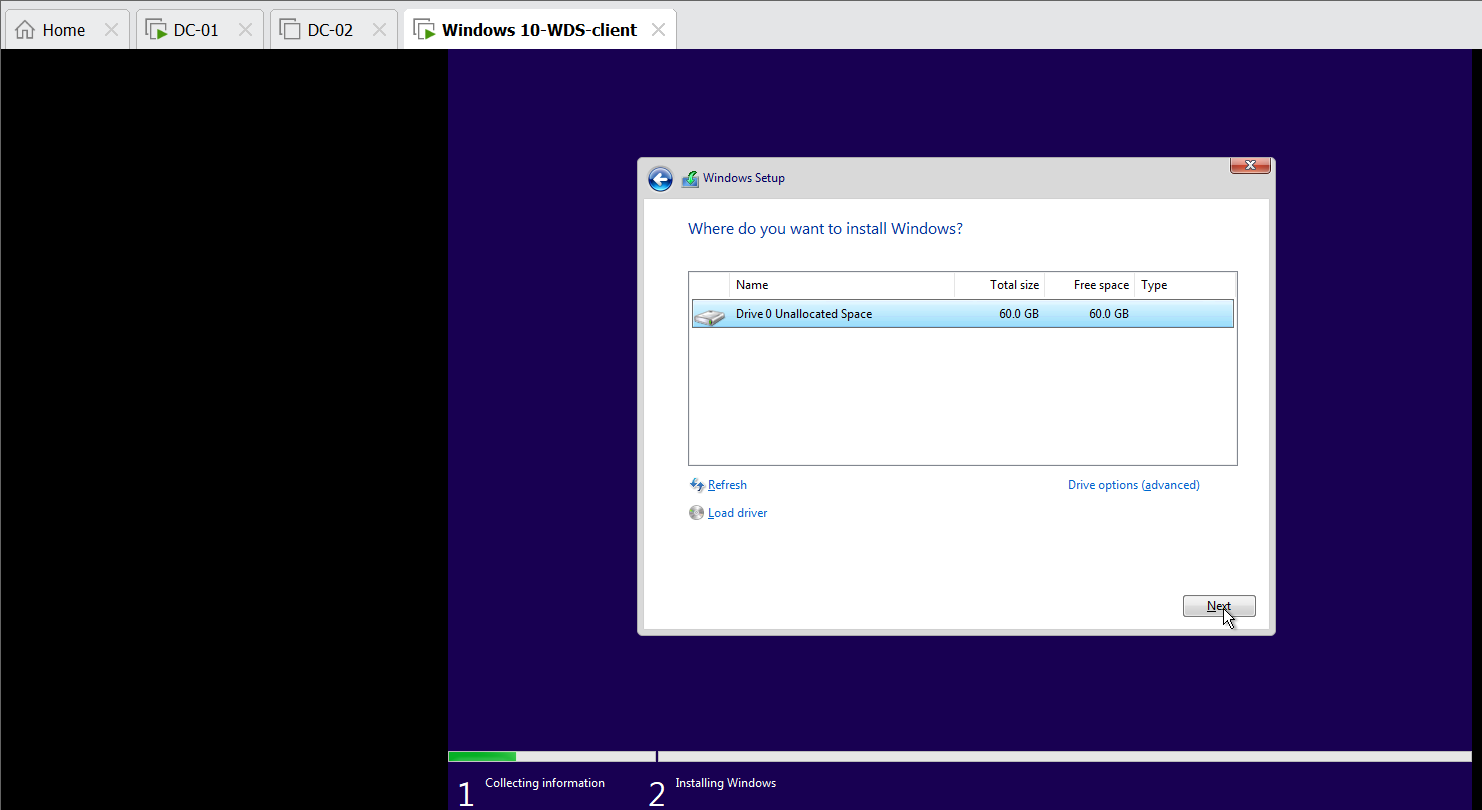 Home
DC-01
DC-02
Windows 10-WDS-client
Windows Setup
Where do you want to install Windows?
Name Total size Free space Type
Drive 0 Unallocated Space 60.0 GB 60.0 GB
Refresh Drive options (advanced)
Load driver
Next
1 Collecting information 2 Installing Windows